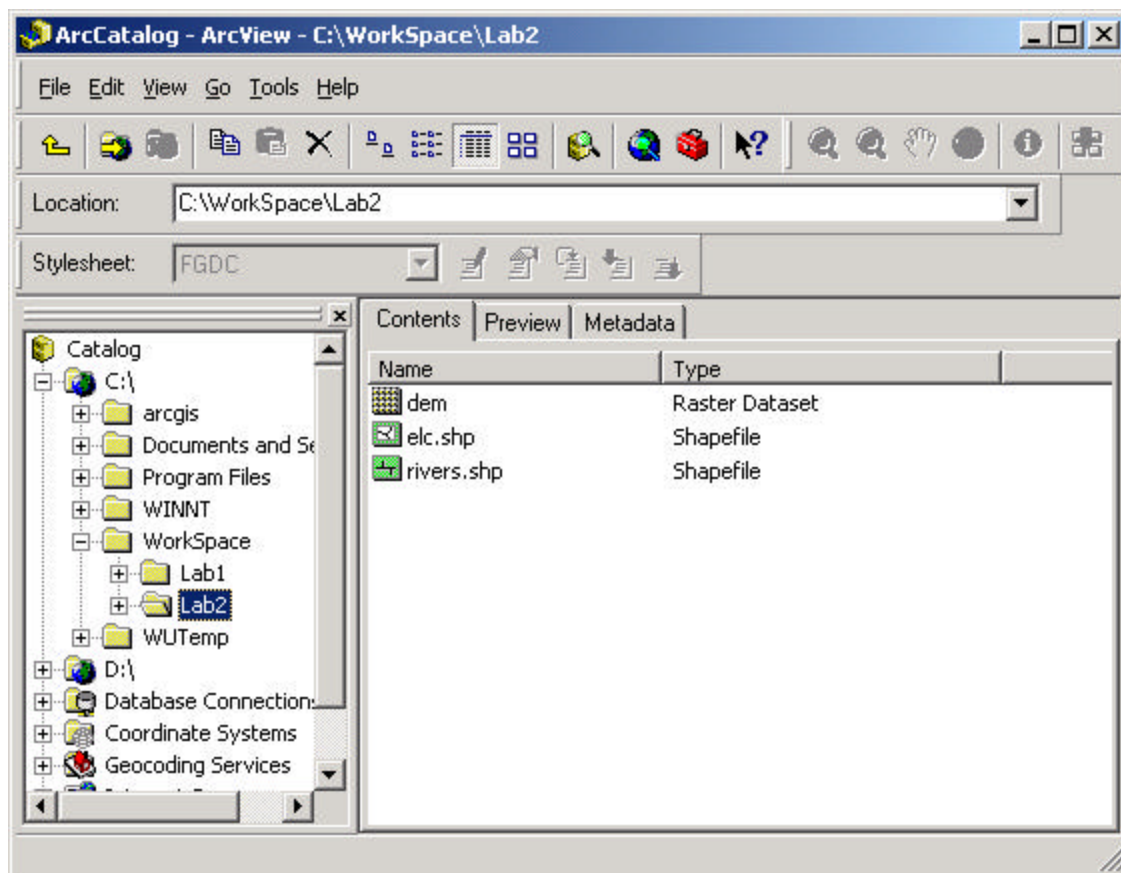 ArcCatalog - ArcView - C:\WorkSpace\Lab2
File Edit View Go Tools Help
Location: C:\WorkSpace\Lab2
Stylesheet: FGDC
Catalog
C:\
arcgis
Documents and Se
Program Files
WINNT
WorkSpace
Lab1
Lab2
WUTemp
D:\
Database Connection
Coordinate Systems
Geocoding Services
Contents Preview Metadata
Name Type
dem Raster Dataset
elc.shp Shapefile
rivers.shp Shapefile